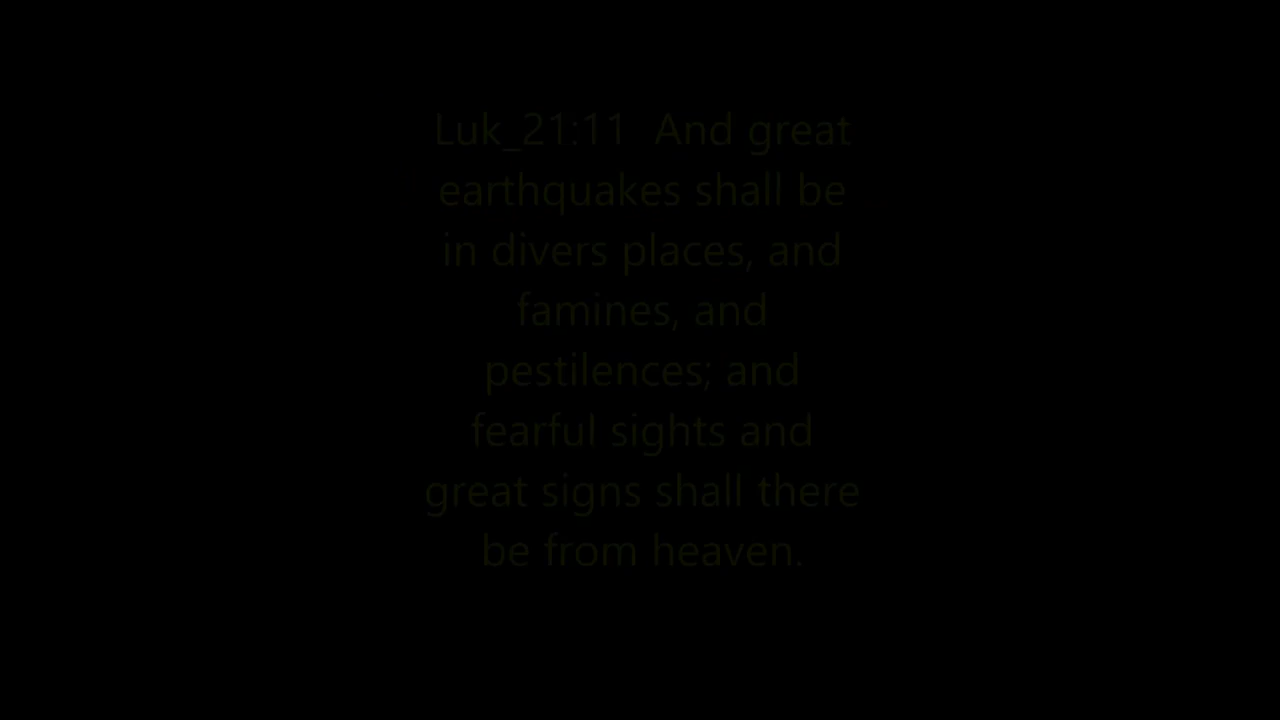 Luk_21:11  And great
earthquakes shall be
in divers places, and
famines, and
pestilences; and
fearful sights and
great signs shall there
be from heaven.